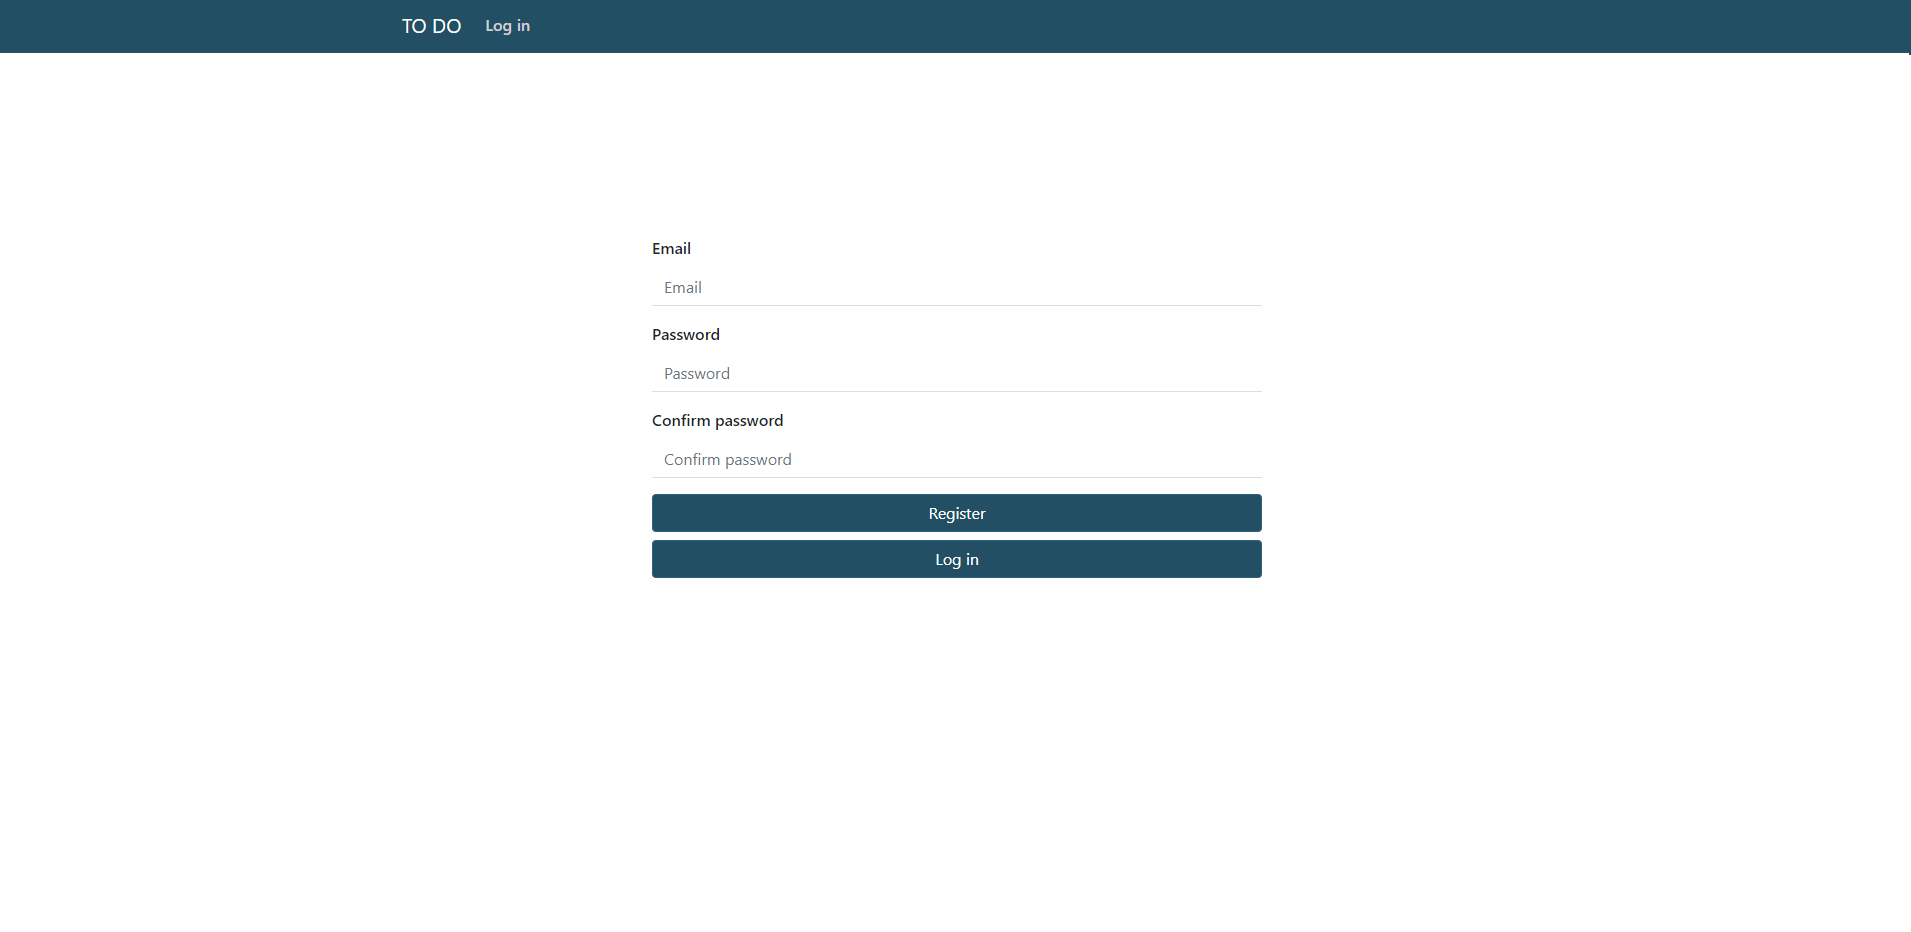 TO DO Log in
Email
Email
Password
Password
Confirm password
Confirm password
Register
Log in